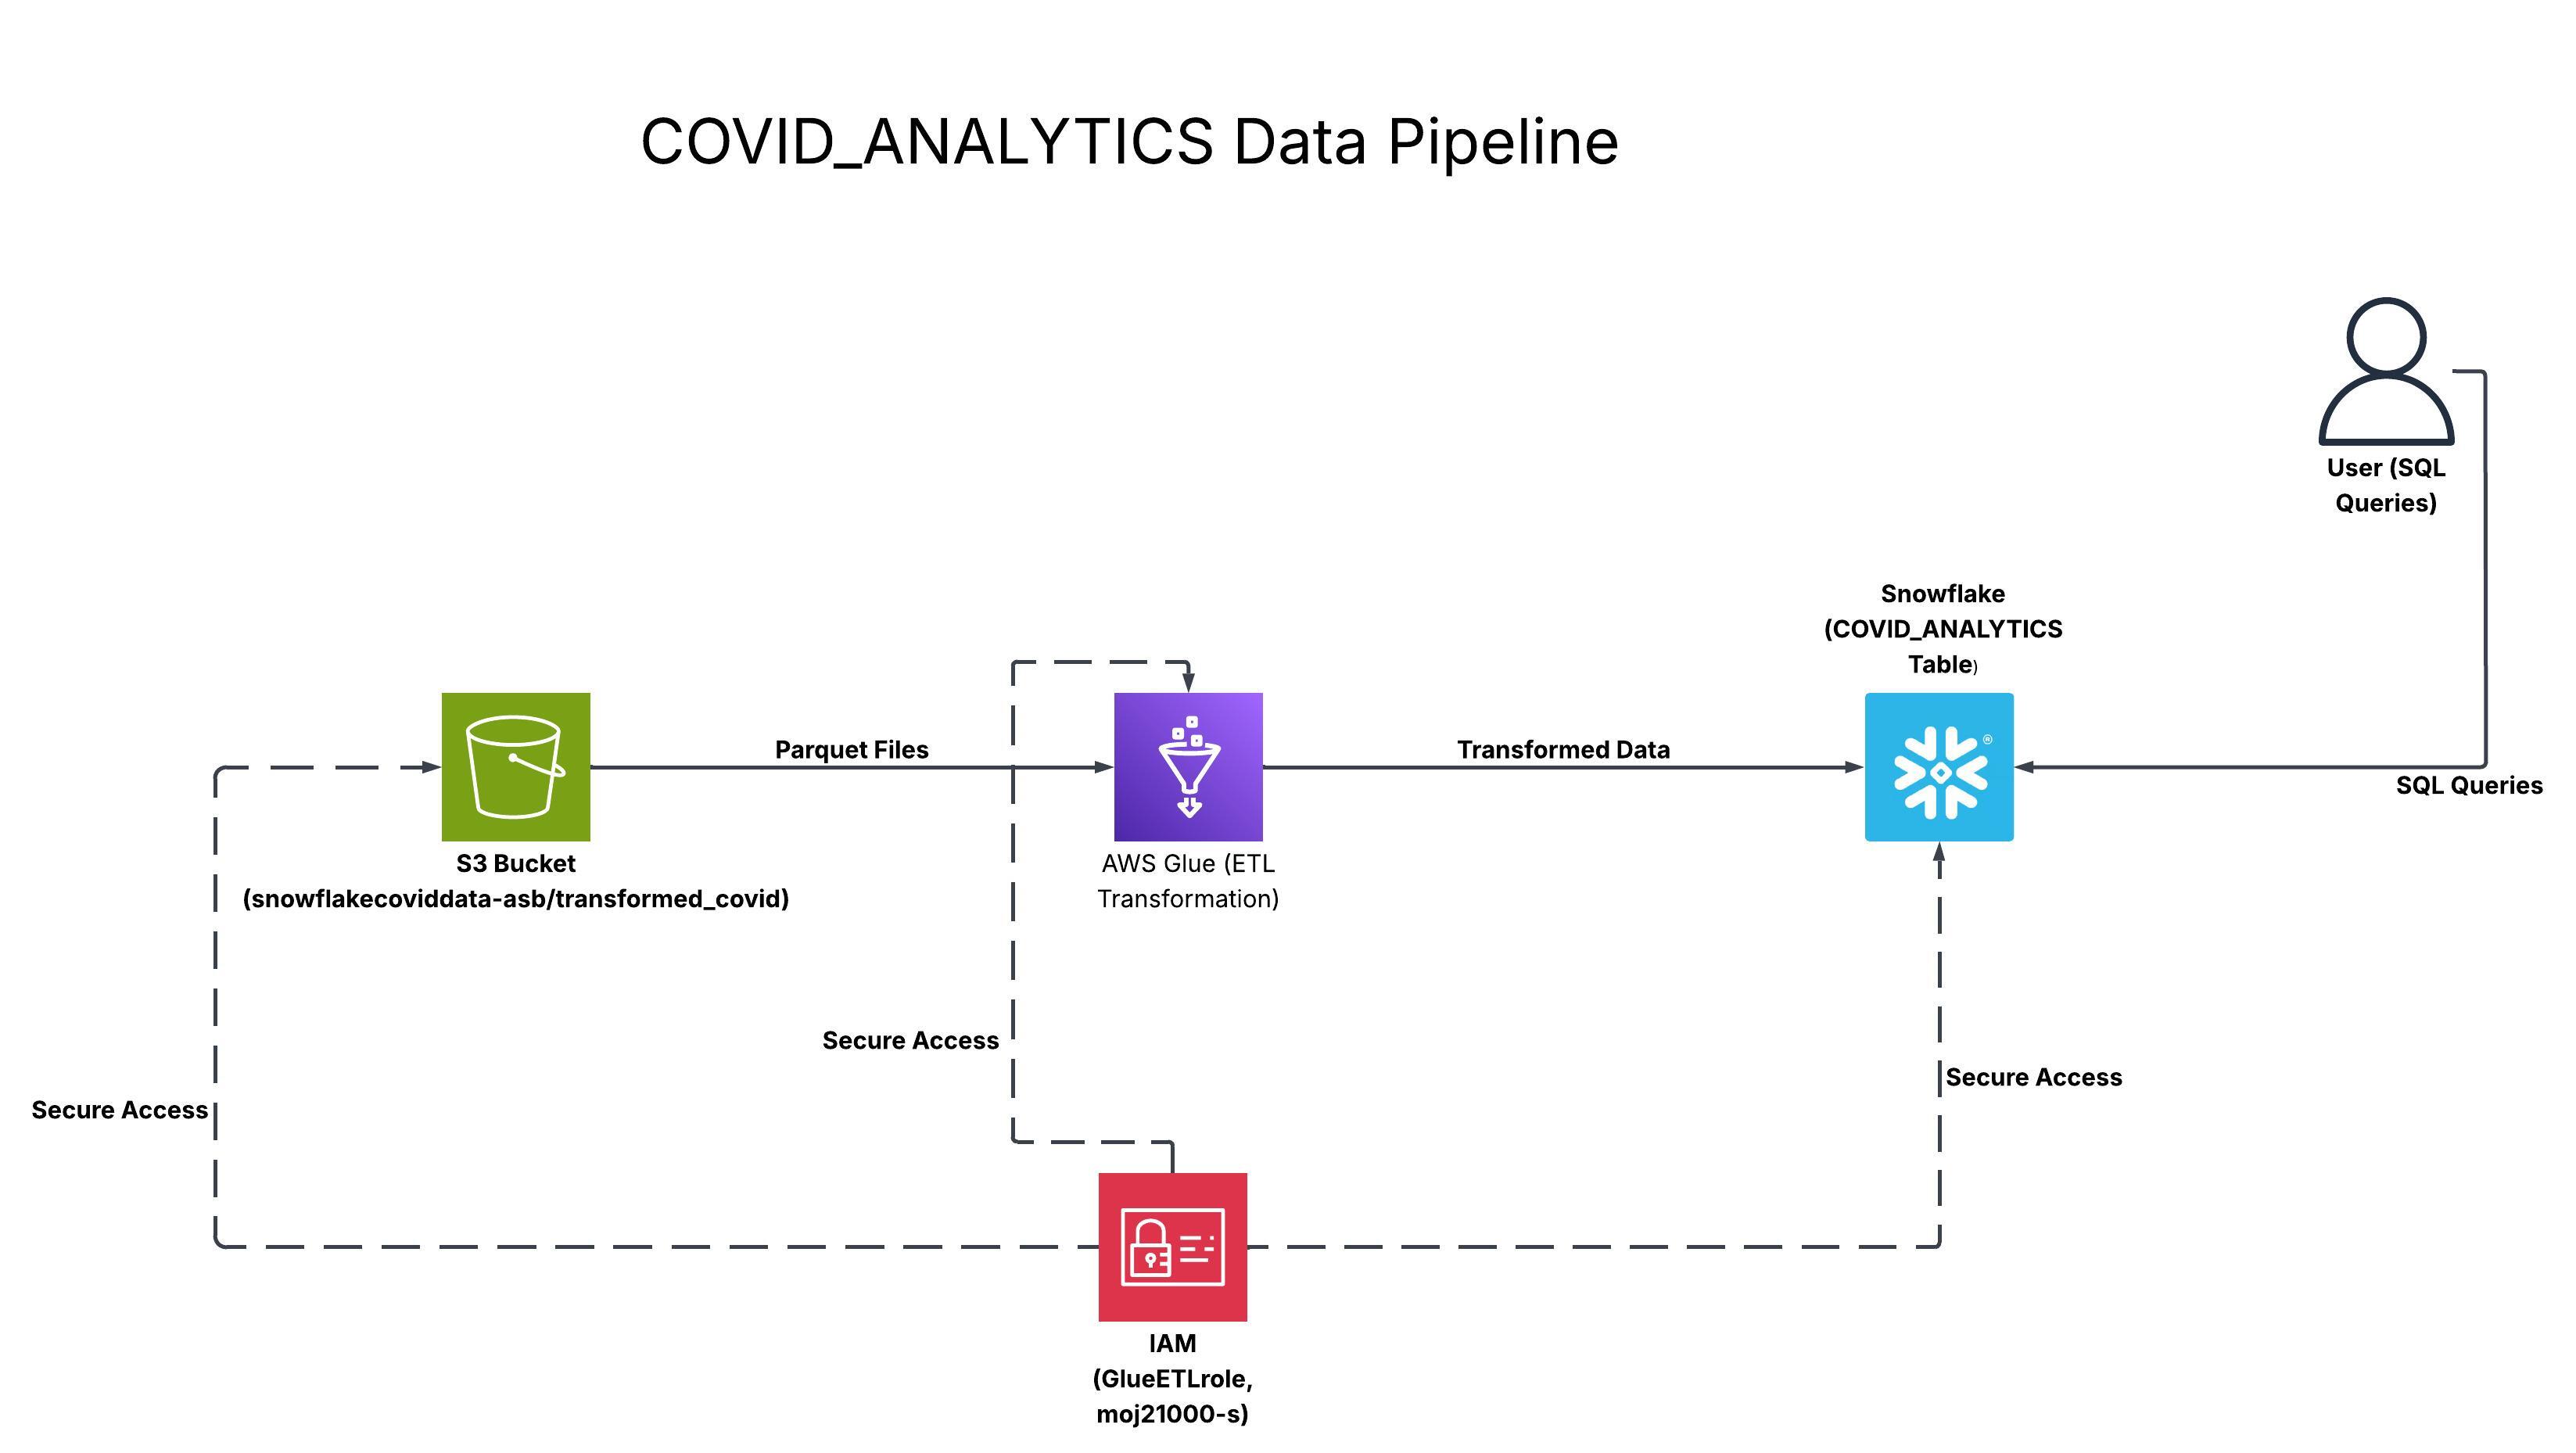 COVID_ANALYTICS Data Pipeline
User (SQL
Queries)
Snowflake
(COVID_ANALYTICS
Table)
Parquet Files
Transformed Data
®
SQL Queries
S3 Bucket
(snowflakecoviddata-asb/transformed_covid)
AWS Glue (ETL
Transformation)
Secure Access
Secure Access
Secure Access
IAM
(GlueETLrole,
moj21000-s)